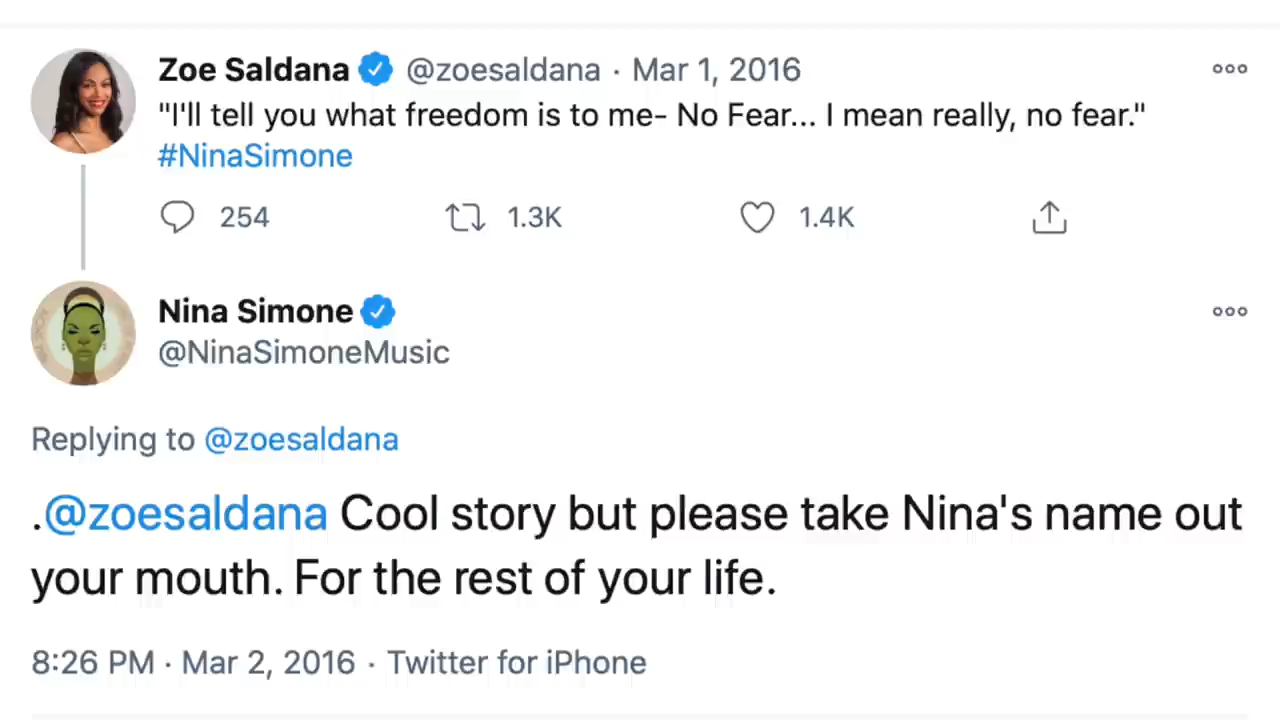 Zoe Saldana @zoesaldana · Mar 1, 2016
"I'll tell you what freedom is to me- No Fear... I mean really, no fear."
#NinaSimone
254 1.3K 1.4K
Nina Simone
@NinaSimoneMusic
Replying to @zoesaldana
.@zoesaldana Cool story but please take Nina's name out
your mouth. For the rest of your life.
8:26 PM · Mar 2, 2016 · Twitter for iPhone